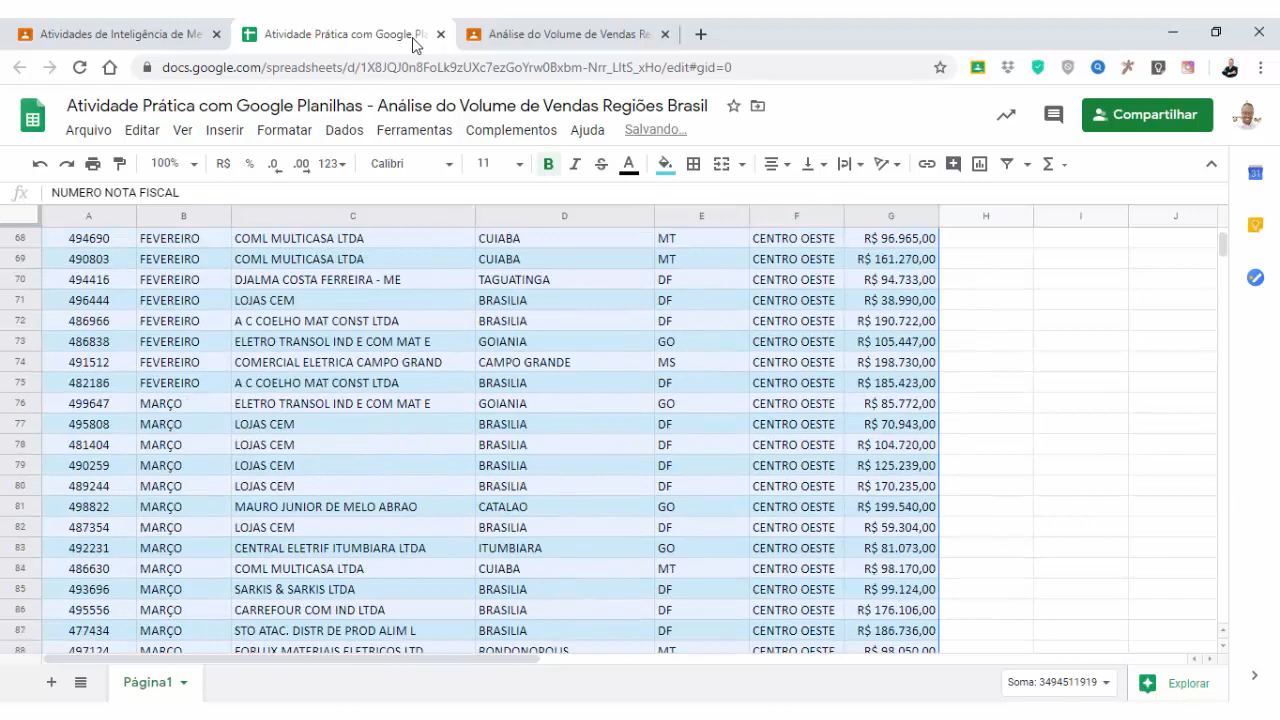 Atividades de Inteligência de Me
Atividade Prática com Google Pla
Análise do Volume de Vendas Re
docs.google.com/spreadsheets/d/1X8JQJ0n8FoLk9zUXc7ezGoYrw0Bxbm-Nrr_LItS_xHo/edit#gid=0
Atividade Prática com Google Planilhas - Análise do Volume de Vendas Regiões Brasil
Compartilhar
Arquivo Editar Ver Inserir Formatar Dados Ferramentas Complementos Ajuda Salvando...
100% R$ % .0 .00 123 Calibri 11 B I S A
fx NUMERO NOTA FISCAL
A B C D E F G H I J
68 494690 FEVEREIRO COML MULTICASA LTDA CUIABA MT CENTRO OESTE R$ 96.965,00
69 490803 FEVEREIRO COML MULTICASA LTDA CUIABA MT CENTRO OESTE R$ 161.270,00
70 494416 FEVEREIRO DJALMA COSTA FERREIRA - ME TAGUATINGA DF CENTRO OESTE R$ 94.733,00
71 496444 FEVEREIRO LOJAS CEM BRASILIA DF CENTRO OESTE R$ 38.990,00
72 486966 FEVEREIRO A C COELHO MAT CONST LTDA BRASILIA DF CENTRO OESTE R$ 190.722,00
73 486838 FEVEREIRO ELETRO TRANSOL IND E COM MAT E GOIANIA GO CENTRO OESTE R$ 105.447,00
74 491512 FEVEREIRO COMERCIAL ELETRICA CAMPO GRAND CAMPO GRANDE MS CENTRO OESTE R$ 198.730,00
75 482186 FEVEREIRO A C COELHO MAT CONST LTDA BRASILIA DF CENTRO OESTE R$ 185.423,00
76 499647 MARÇO ELETRO TRANSOL IND E COM MAT E GOIANIA GO CENTRO OESTE R$ 85.772,00
77 495808 MARÇO LOJAS CEM BRASILIA DF CENTRO OESTE R$ 70.943,00
78 481404 MARÇO LOJAS CEM BRASILIA DF CENTRO OESTE R$ 104.720,00
79 490259 MARÇO LOJAS CEM BRASILIA DF CENTRO OESTE R$ 125.239,00
80 489244 MARÇO LOJAS CEM BRASILIA DF CENTRO OESTE R$ 170.235,00
81 498822 MARÇO MAURO JUNIOR DE MELO ABRAO CATALAO GO CENTRO OESTE R$ 199.540,00
82 487354 MARÇO LOJAS CEM BRASILIA DF CENTRO OESTE R$ 59.304,00
83 492231 MARÇO CENTRAL ELETRIF ITUMBIARA LTDA ITUMBIARA GO CENTRO OESTE R$ 81.073,00
84 486630 MARÇO COML MULTICASA LTDA CUIABA MT CENTRO OESTE R$ 98.170,00
85 493696 MARÇO SARKIS & SARKIS LTDA BRASILIA DF CENTRO OESTE R$ 99.124,00
86 495556 MARÇO CARREFOUR COM IND LTDA BRASILIA DF CENTRO OESTE R$ 176.106,00
87 477434 MARÇO STO ATAC. DISTR DE PROD ALIM L BRASILIA DF CENTRO OESTE R$ 186.736,00
88 497124 MARÇO FORLUX MATERIAIS ELETRICOS LTD RONDONOPOLIS MT CENTRO OESTE R$ 98.050,00
Página1
Soma: 3494511919
Explorar